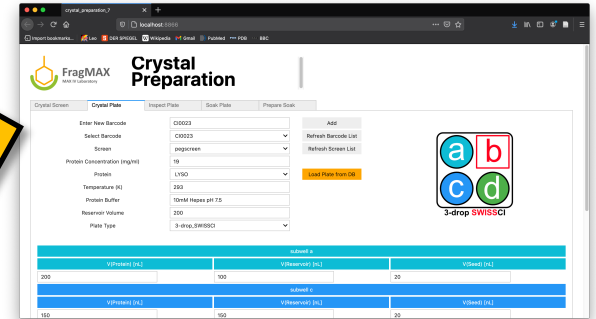 crystal_preparation_7
localhost:8866
Import bookmarks... Leo DER SPIEGEL Wikipedia Gmail PubMed PDB BBC
FragMAX
MAX IV Laboratory
Crystal
Preparation
Crystal Screen Crystal Plate Inspect Plate Soak Plate Prepare Soak
Enter New Barcode CI0023 Add
Select Barcode CI0023 Refresh Barcode List
Screen pegscreen Refresh Screen List
Protein Concentration (mg/ml) 19
Protein LYSO Load Plate from DB
Temperature (K) 293
Protein Buffer 10mM Hepes pH 7.5
Reservoir Volume 200
Plate Type 3-drop_SWISSCI
a b
c d
3-drop SWISSCI
subwell a
V(Protein) [nL] V(Reservoir) [nL] V(Seed) [nL]
200 100 20
subwell c
V(Protein) [nL] V(Reservoir) [nL] V(Seed) [nL]
150 150 20